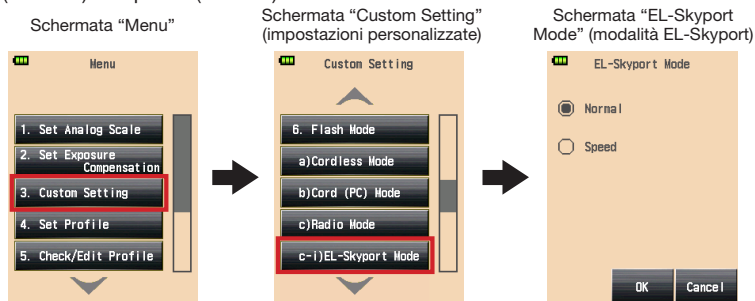 Schermata “Menu”
Schermata “Custom Setting”
(impostazioni personalizzate)
Schermata “EL-Skyport
Mode” (modalità EL-Skyport)
Menu
1. Set Analog Scale
2. Set Exposure
Compensation
3. Custom Setting
4. Set Profile
5. Check/Edit Profile
Custom Setting
6. Flash Mode
a)Cordless Mode
b)Cord (PC) Mode
c)Radio Mode
c-i)EL-Skyport Mode
EL-Skyport Mode
Normal
Speed
OK
Cancel